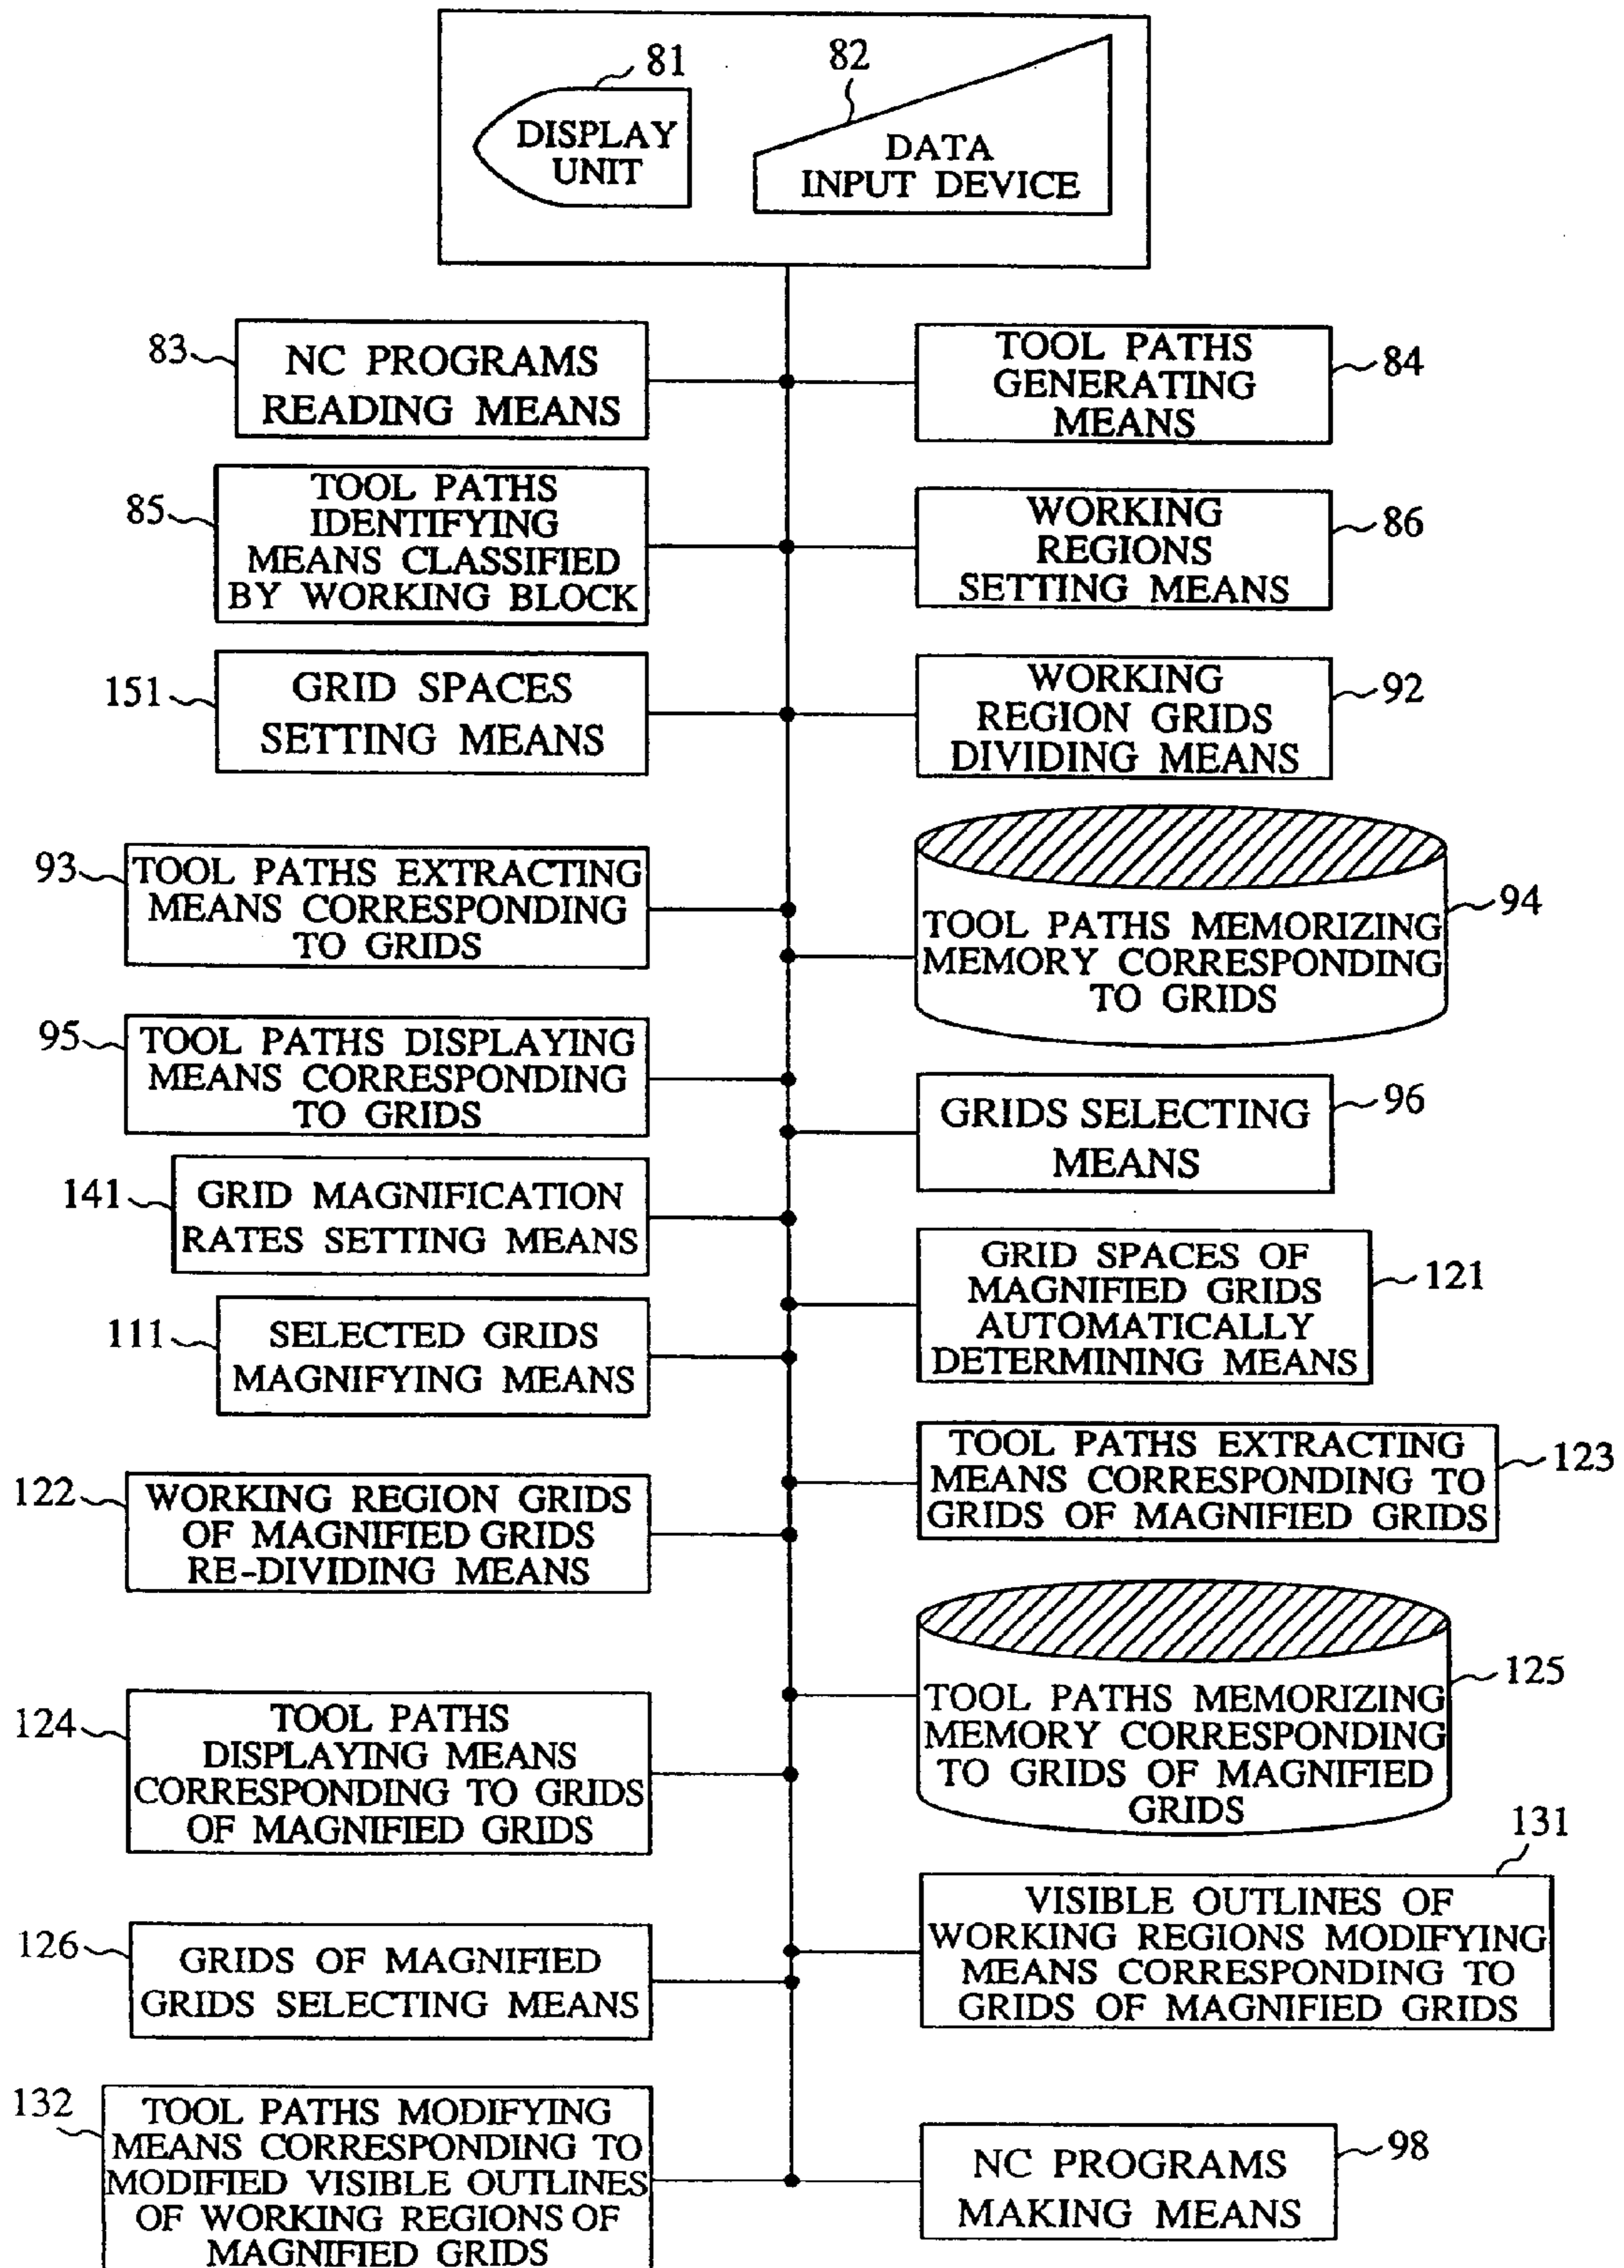 81
82
DISPLAY
UNIT
DATA
INPUT DEVICE
83
NC PROGRAMS
READING MEANS
TOOL PATHS
GENERATING
MEANS
84
85
TOOL PATHS
IDENTIFYING
MEANS CLASSIFIED
BY WORKING BLOCK
WORKING
REGIONS
SETTING MEANS
86
151
GRID SPACES
SETTING MEANS
WORKING
REGION GRIDS
DIVIDING MEANS
92
93
TOOL PATHS EXTRACTING
MEANS CORRESPONDING
TO GRIDS
TOOL PATHS MEMORIZING
MEMORY CORRESPONDING
TO GRIDS
94
95
TOOL PATHS DISPLAYING
MEANS CORRESPONDING
TO GRIDS
GRIDS SELECTING
MEANS
96
141
GRID MAGNIFICATION
RATES SETTING MEANS
GRID SPACES OF
MAGNIFIED GRIDS
AUTOMATICALLY
DETERMINING MEANS
121
111
SELECTED GRIDS
MAGNIFYING MEANS
TOOL PATHS EXTRACTING
MEANS CORRESPONDING TO
GRIDS OF MAGNIFIED GRIDS
123
122
WORKING REGION GRIDS
OF MAGNIFIED GRIDS
RE-DIVIDING MEANS
TOOL PATHS MEMORIZING
MEMORY CORRESPONDING
TO GRIDS OF MAGNIFIED
GRIDS
125
124
TOOL PATHS
DISPLAYING MEANS
CORRESPONDING TO GRIDS
OF MAGNIFIED GRIDS
131
VISIBLE OUTLINES OF
WORKING REGIONS MODIFYING
MEANS CORRESPONDING TO
GRIDS OF MAGNIFIED GRIDS
126
GRIDS OF MAGNIFIED
GRIDS SELECTING MEANS
132
TOOL PATHS MODIFYING
MEANS CORRESPONDING TO
MODIFIED VISIBLE OUTLINES
OF WORKING REGIONS OF
MAGNIFIED GRIDS
NC PROGRAMS
MAKING MEANS
98